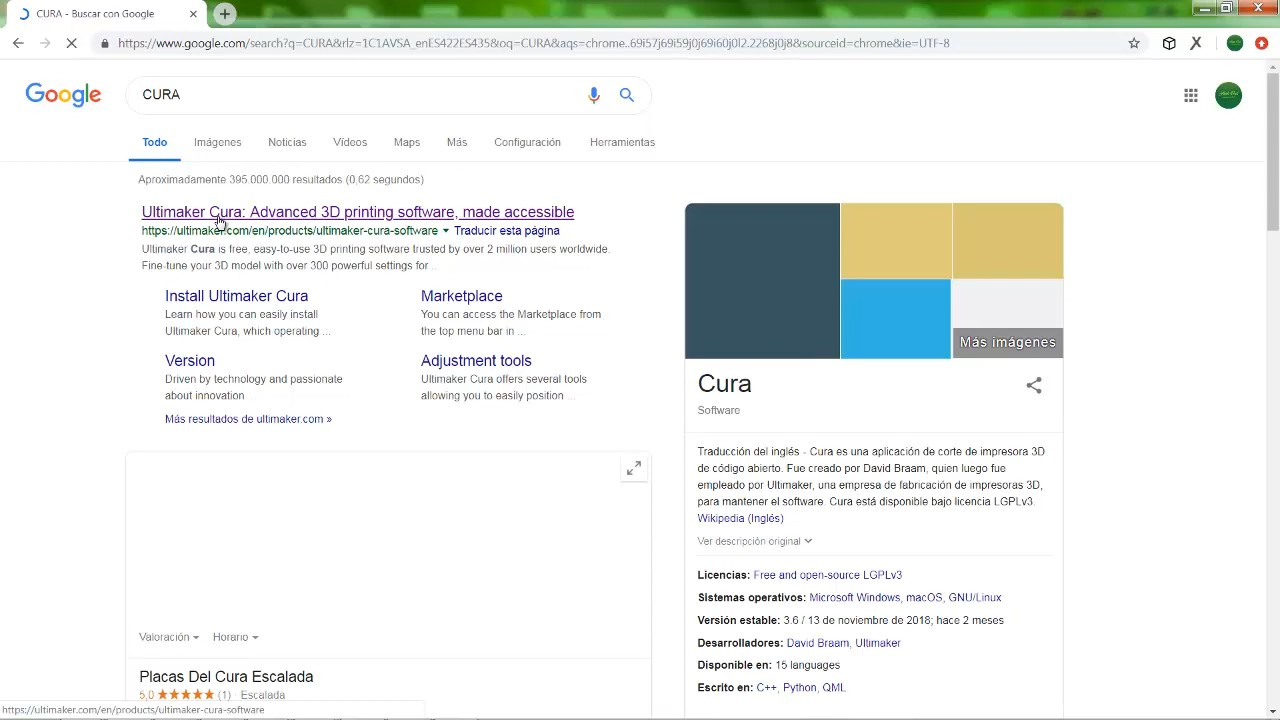 CURA - Buscar con Google
https://www.google.com/search?q=CURA&rlz=1C1AVSA_enES422ES435&oq=CURA&aqs=chrome..69i57j69i59j0j69i60j0l2.2268j0j8&sourceid=chrome&ie=UTF-8
Google
CURA
Todo Imágenes Noticias Vídeos Maps Más Configuración Herramientas
Aproximadamente 395.000.000 resultados (0,62 segundos)
Ultimaker Cura: Advanced 3D printing software, made accessible
https://ultimaker.com/en/products/ultimaker-cura-software Traducir esta página
Ultimaker Cura is free, easy-to-use 3D printing software trusted by over 2 million users worldwide.
Fine-tune your 3D model with over 300 powerful settings for ...
Install Ultimaker Cura
Learn how you can easily install
Ultimaker Cura, which operating ...
Marketplace
You can access the Marketplace from
the top menu bar in ...
Version
Driven by technology and passionate
about innovation
Adjustment tools
Ultimaker Cura offers several tools
allowing you to easily position ...
Más resultados de ultimaker.com »
Valoración Horario
Placas Del Cura Escalada
5,0 ★★★★★ (1) · Escalada
Más imágenes
Cura
Software
Traducción del inglés - Cura es una aplicación de corte de impresora 3D
de código abierto. Fue creado por David Braam, quien luego fue
empleado por Ultimaker, una empresa de fabricación de impresoras 3D,
para mantener el software. Cura está disponible bajo licencia LGPLv3.
Wikipedia (Inglés)
Ver descripción original
Licencias: Free and open-source LGPLv3
Sistemas operativos: Microsoft Windows, macOS, GNU/Linux
Versión estable: 3.6 / 13 de noviembre de 2018; hace 2 meses
Desarrolladores: David Braam, Ultimaker
Disponible en: 15 languages
Escrito en: C++, Python, QML
https://ultimaker.com/en/products/ultimaker-cura-software